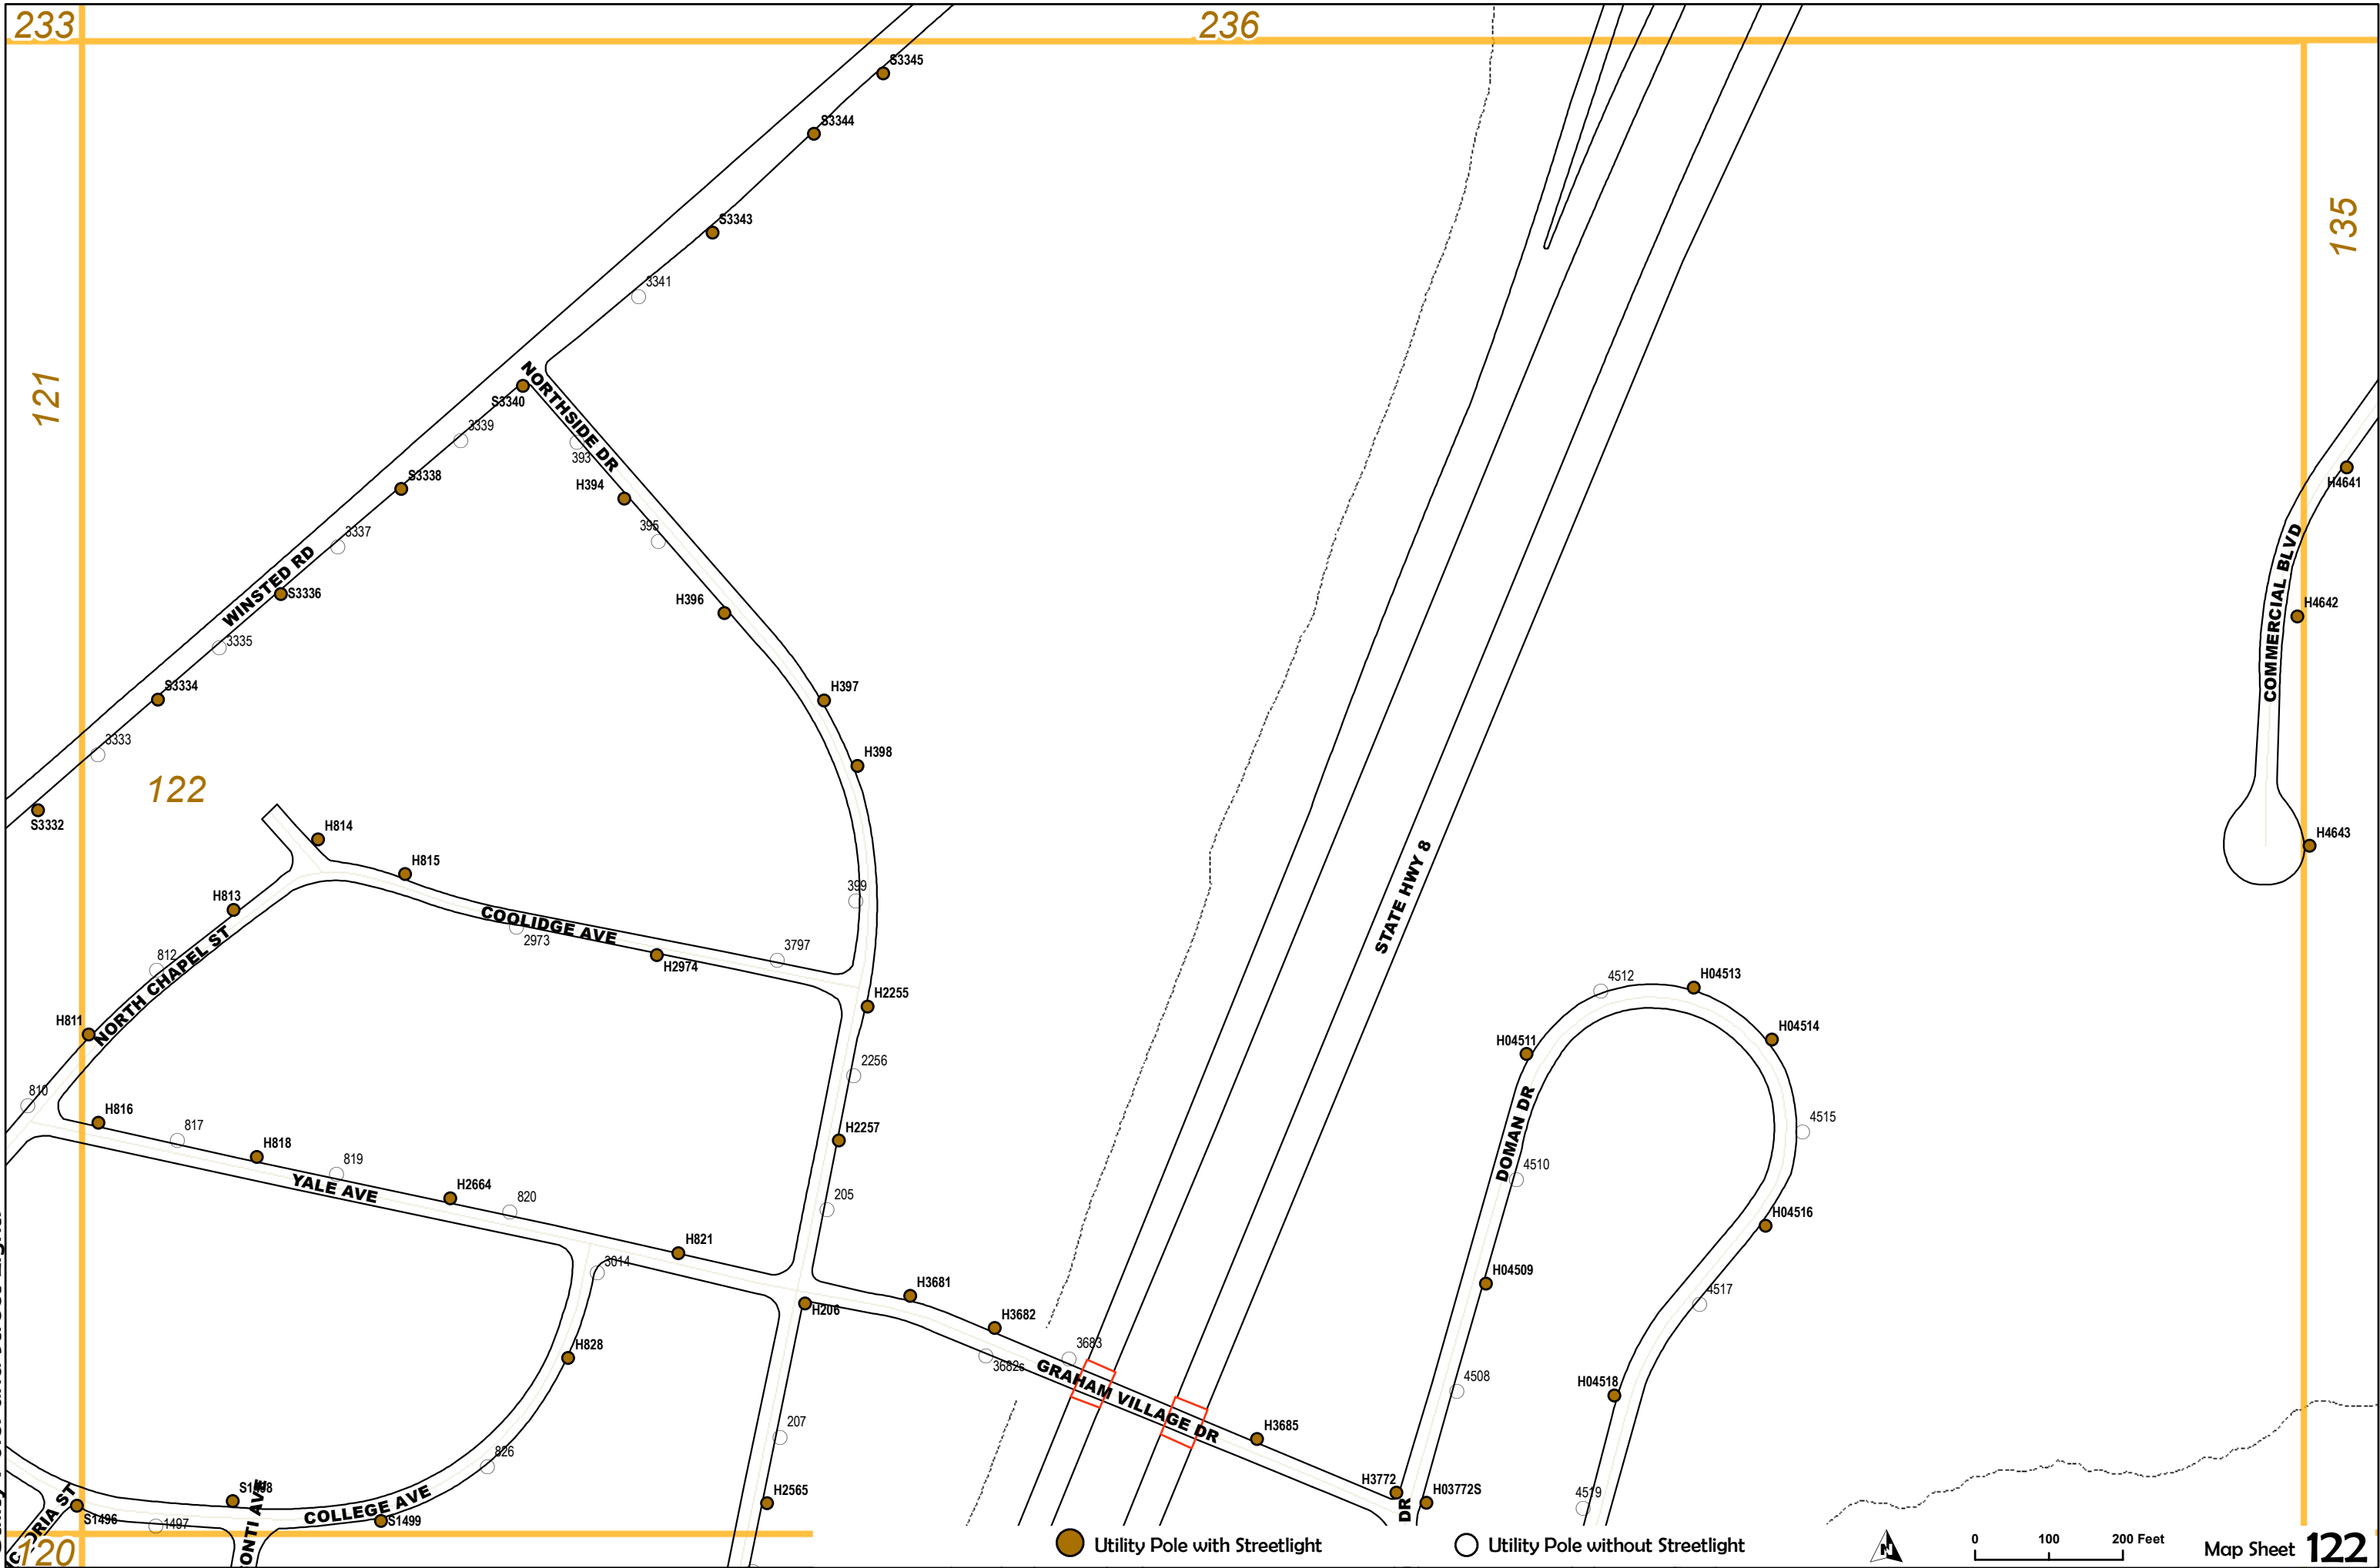 233
236
S3345
S3344
S3343
135
3341
121
NORTHSIDE DR
S3340
3339
393
S3338
H394
H4641
3337
395
WINSTED RD
S3336
H396
COMMERCIAL BLVD
H4642
3335
S3334
H397
3333
H398
122
S3332
H814
H4643
H815
STATE HWY 8
H813
399
COOLIDGE AVE
2973
3797
812
H2974
NORTH CHAPEL ST
4512
H04513
H2255
H811
H04514
H04511
2256
810
H816
4515
817
H2257
DOMAN DR
H818
819
4510
YALE AVE
H2664
820
205
H04516
H821
3014
H04509
H3681
4517
H206
H3682
H828
3683
3682s
GRAHAM VILLAGE DR
4508
H04518
207
H3685
826
H3772
H03772S
DR
COLLEGE AVE
H2565
4519
S1496
1497
S1499
120
Utility Pole with Streetlight
Utility Pole without Streetlight
N
0 100 200 Feet
Map Sheet 122